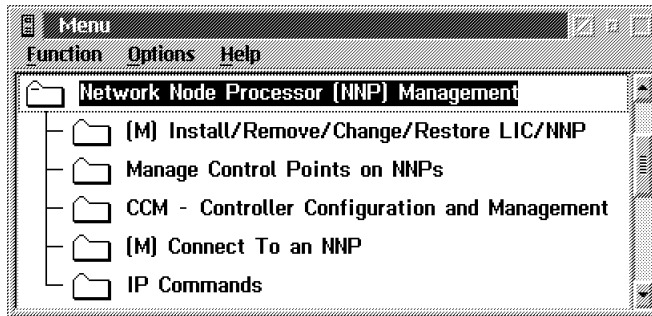 Menu
Function Options Help
Network Node Processor (NNP) Management
(M) Install/Remove/Change/Restore LIC/NNP
Manage Control Points on NNPs
CCM - Controller Configuration and Management
(M) Connect To an NNP
IP Commands